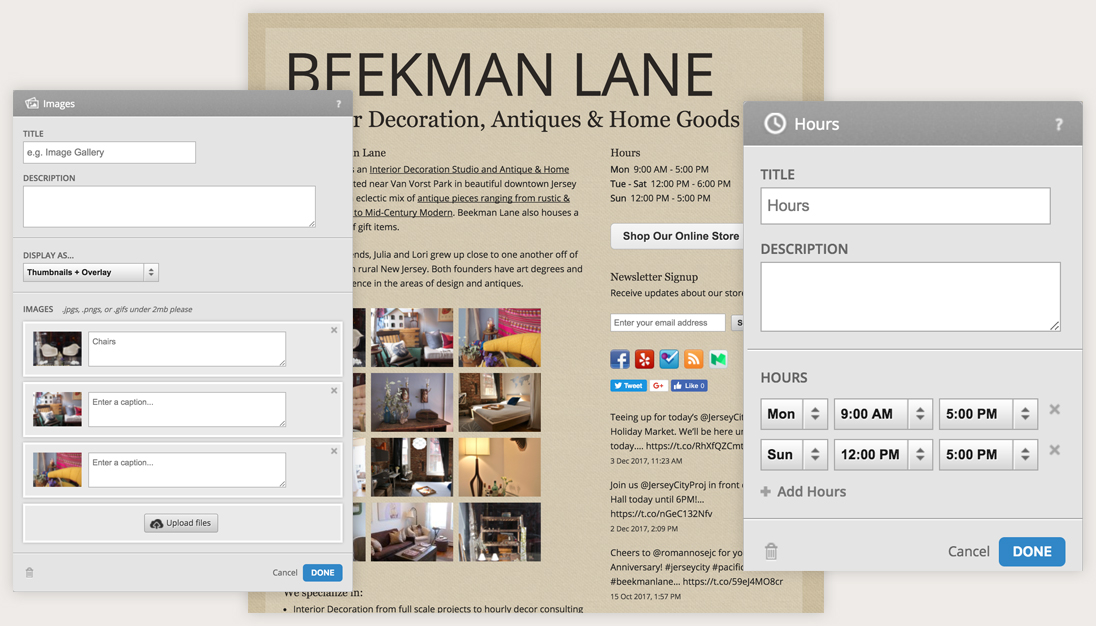 BEEKMAN LANE
r Decoration, Antiques & Home Goods
Images
?
TITLE
e.g. Image Gallery
DESCRIPTION
DISPLAY AS...
Thumbnails + Overlay
IMAGES .jpgs, .pngs, or .gifs under 2mb please
Chairs
Enter a caption...
Enter a caption...
Upload files
Cancel
DONE
n Lane
s an Interior Decoration Studio and Antique & Home
ted near Van Vorst Park in beautiful downtown Jersey
eclectic mix of antique pieces ranging from rustic &
to Mid-Century Modern. Beekman Lane also houses a
f gift items.
nds, Julia and Lori grew up close to one another off of
n rural New Jersey. Both founders have art degrees and
ence in the areas of design and antiques.
We specialize in:
• Interior Decoration from full scale projects to hourly decor consulting
Hours
Mon 9:00 AM - 5:00 PM
Tue - Sat 12:00 PM - 6:00 PM
Sun 12:00 PM - 5:00 PM
Shop Our Online Store
Newsletter Signup
Receive updates about our store
Enter your email address
S
Tweet
G+
Like 0
Teeing up for today's @JerseyCity
Holiday Market. We'll be here un
today.... https://t.co/RhXfQZCmt
3 Dec 2017, 11:23 AM
Join us @JerseyCityProj in front o
Hall today until 6PM!...
https://t.co/nGeC132Nfv
2 Dec 2017, 2:09 PM
Cheers to @romannosejc for yo
Anniversary! #jerseycity #pacific
#beekmanlane... https://t.co/59eJ4MO8cr
15 Oct 2017, 1:57 PM
Hours
?
TITLE
Hours
DESCRIPTION
HOURS
Mon 9:00 AM 5:00 PM
Sun 12:00 PM 5:00 PM
Add Hours
Cancel
DONE